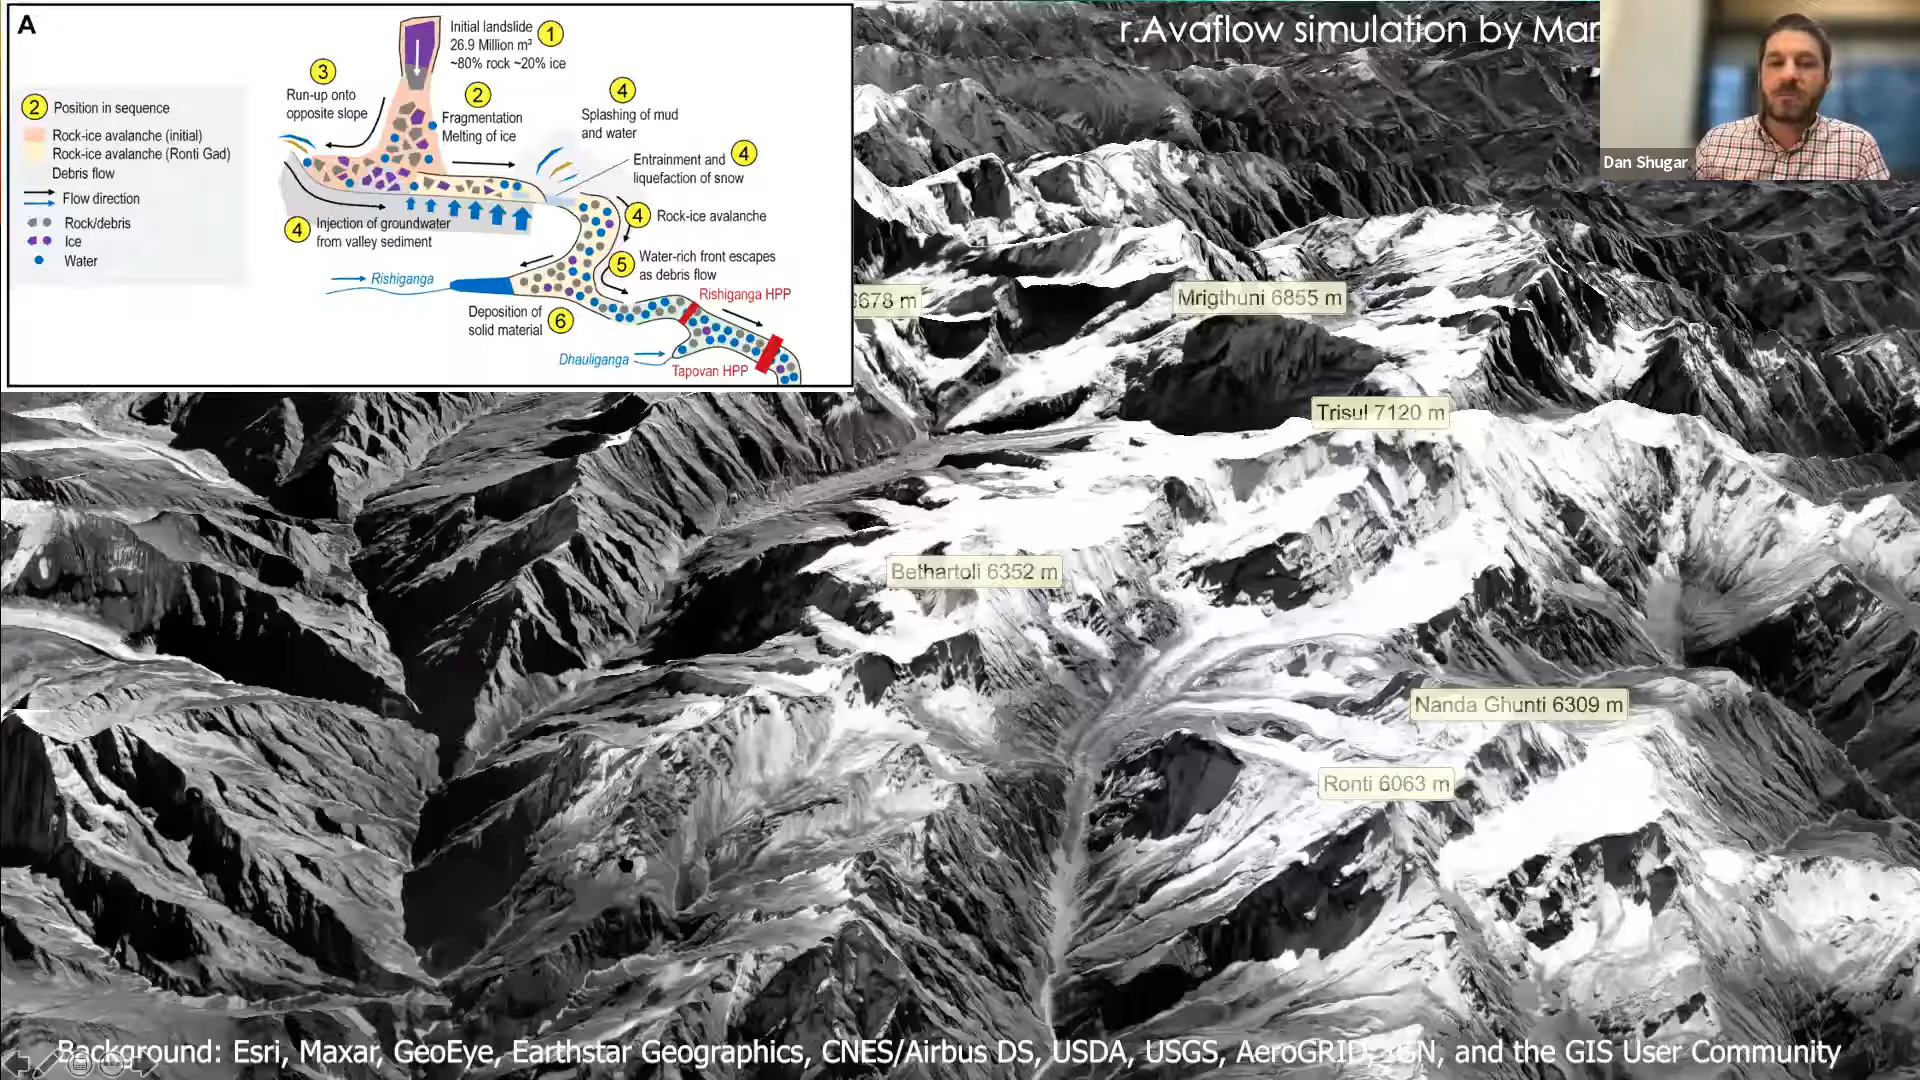 A
r.Avaflow simulation by Mar
Dan Shugar
2 Position in sequence
Rock-ice avalanche (initial)
Rock-ice avalanche (Ronti Gad)
Debris flow
Flow direction
Rock/debris
Ice
Water
Initial landslide 1
26.9 Million m³
~80% rock ~20% ice
3
Run-up onto
opposite slope
2
Fragmentation
Melting of ice
4
Splashing of mud
and water
Entrainment and 4
liquefaction of snow
4 Rock-ice avalanche
4 Injection of groundwater
from valley sediment
5 Water-rich front escapes
as debris flow
Rishiganga
Rishiganga HPP
Deposition of 6
solid material
Dhauliganga
Tapovan HPP
6678 m
Mrigthuni 6855 m
Trisul 7120 m
Bethartoli 6352 m
Nanda Ghunti 6309 m
Ronti 6063 m
Background: Esri, Maxar, GeoEye, Earthstar Geographics, CNES/Airbus DS, USDA, USGS, AeroGRID, IGN, and the GIS User Community